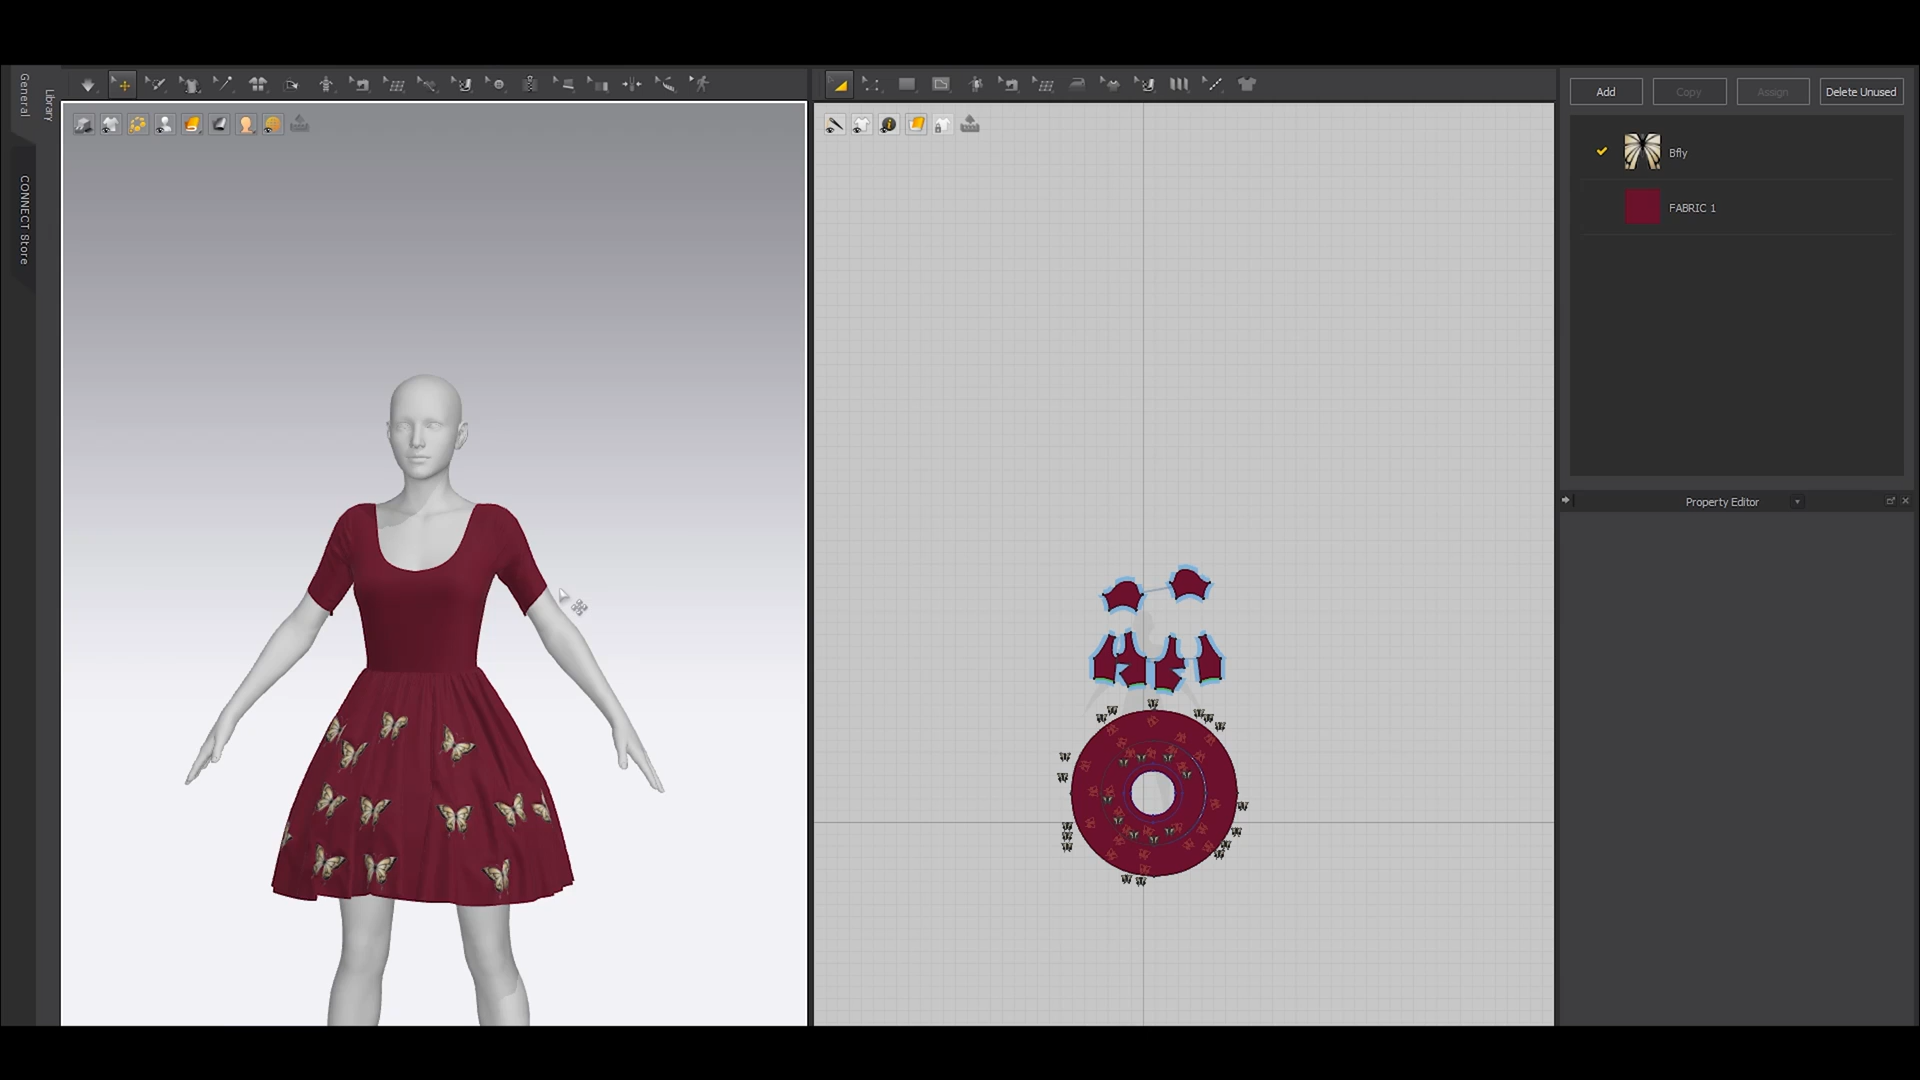 General
Library
CONNECT Store
Add
Copy
Assign
Delete Unused
Bfly
FABRIC 1
Property Editor